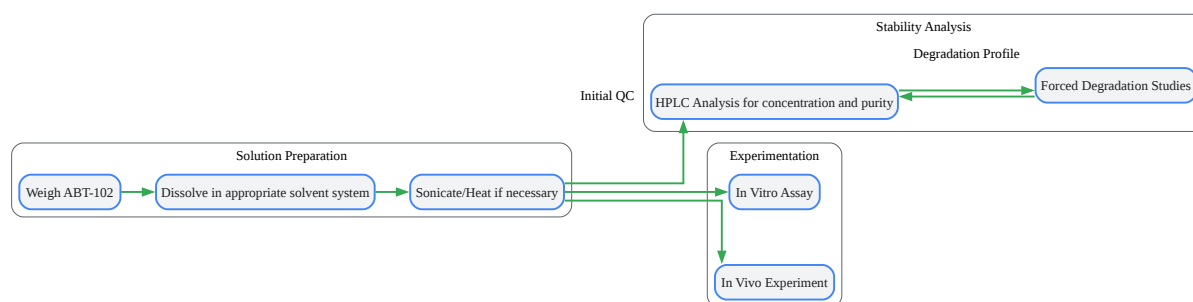 Stability Analysis
Degradation Profile
Forced Degradation Studies
Initial QC
HPLC Analysis for concentration and purity
Solution Preparation
Experimentation
Weigh ABT-102
Dissolve in appropriate solvent system
Sonicate/Heat if necessary
In Vitro Assay
In Vivo Experiment